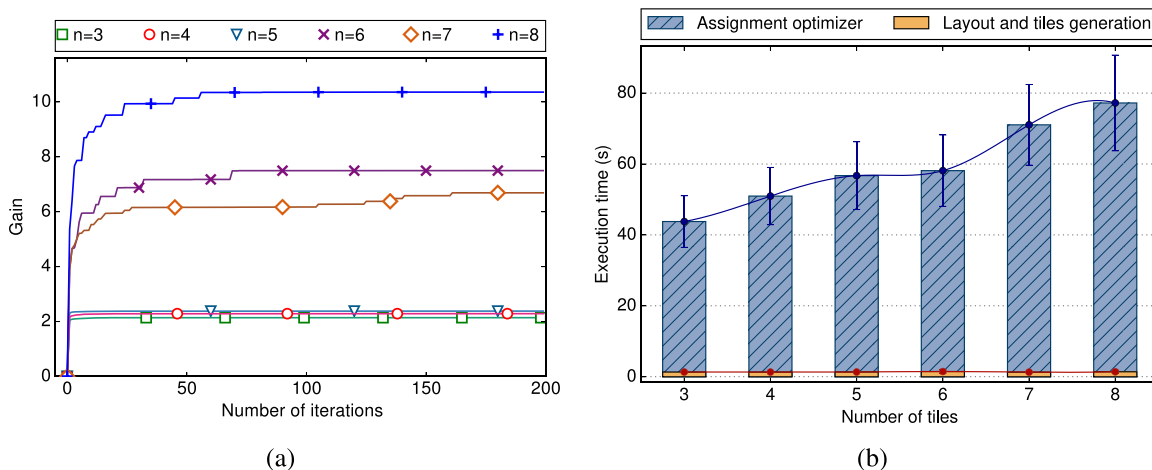 n=3 n=4 n=5 n=6 n=7 n=8
10
8
6
4
2
0
Gain
0 50 100 150 200
Number of iterations
(a)
Assignment optimizer Layout and tiles generation
80
60
40
20
0
Execution time (s)
3 4 5 6 7 8
Number of tiles
(b)